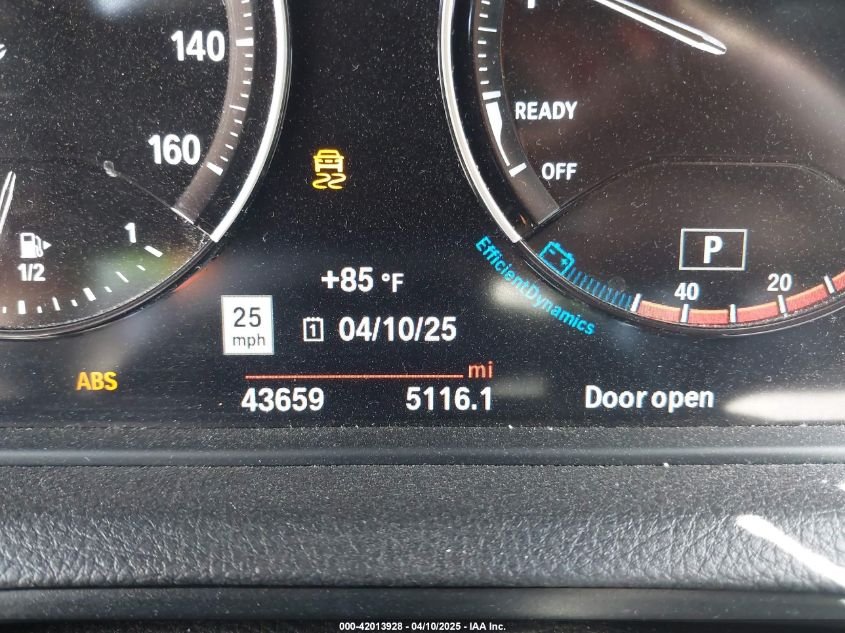 140
160
READY
OFF
1
1/2
P
EfficientDynamics
40
20
+85 °F
25
mph
1
04/10/25
ABS
mi
43659
5116.1
Door open
000-42013928 - 04/10/2025 - IAA Inc.